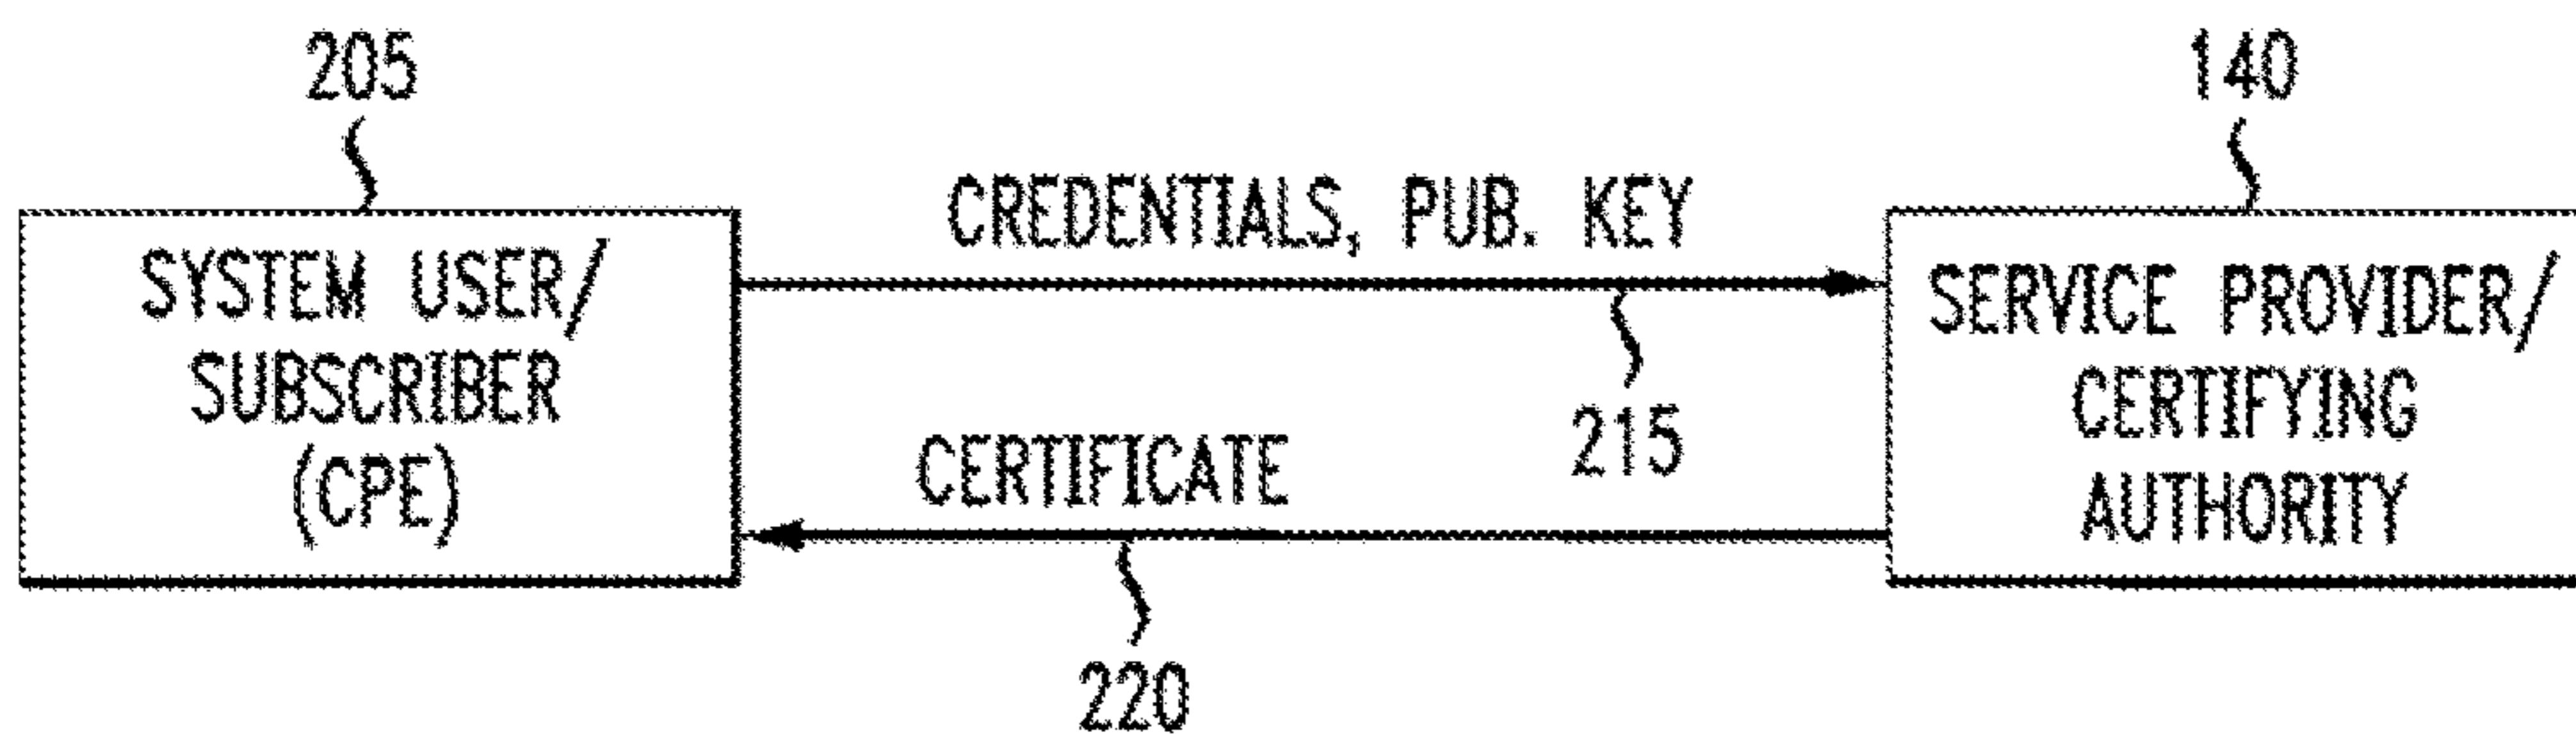 205
140
CREDENTIALS, PUB. KEY
SYSTEM USER/
SUBSCRIBER
(CPE)
SERVICE PROVIDER/
CERTIFYING
AUTHORITY
215
CERTIFICATE
220